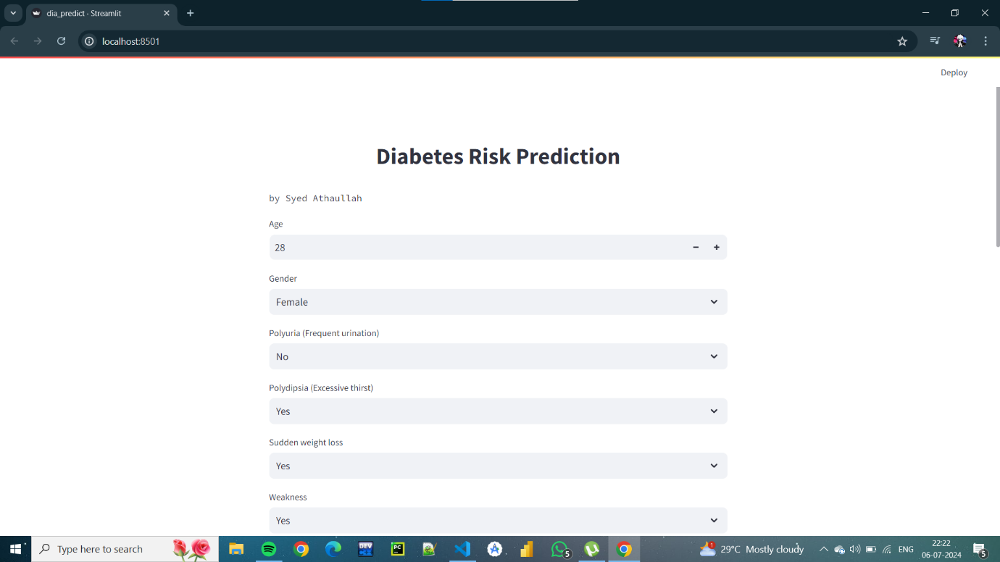 dia_predict · Streamlit
localhost:8501
Deploy
Diabetes Risk Prediction
by Syed Athaullah
Age
28
Gender
Female
Polyuria (Frequent urination)
No
Polydipsia (Excessive thirst)
Yes
Sudden weight loss
Yes
Weakness
Yes
Type here to search
DEV
PC
5
1
29°C Mostly cloudy
ENG
22:22
06-07-2024
5